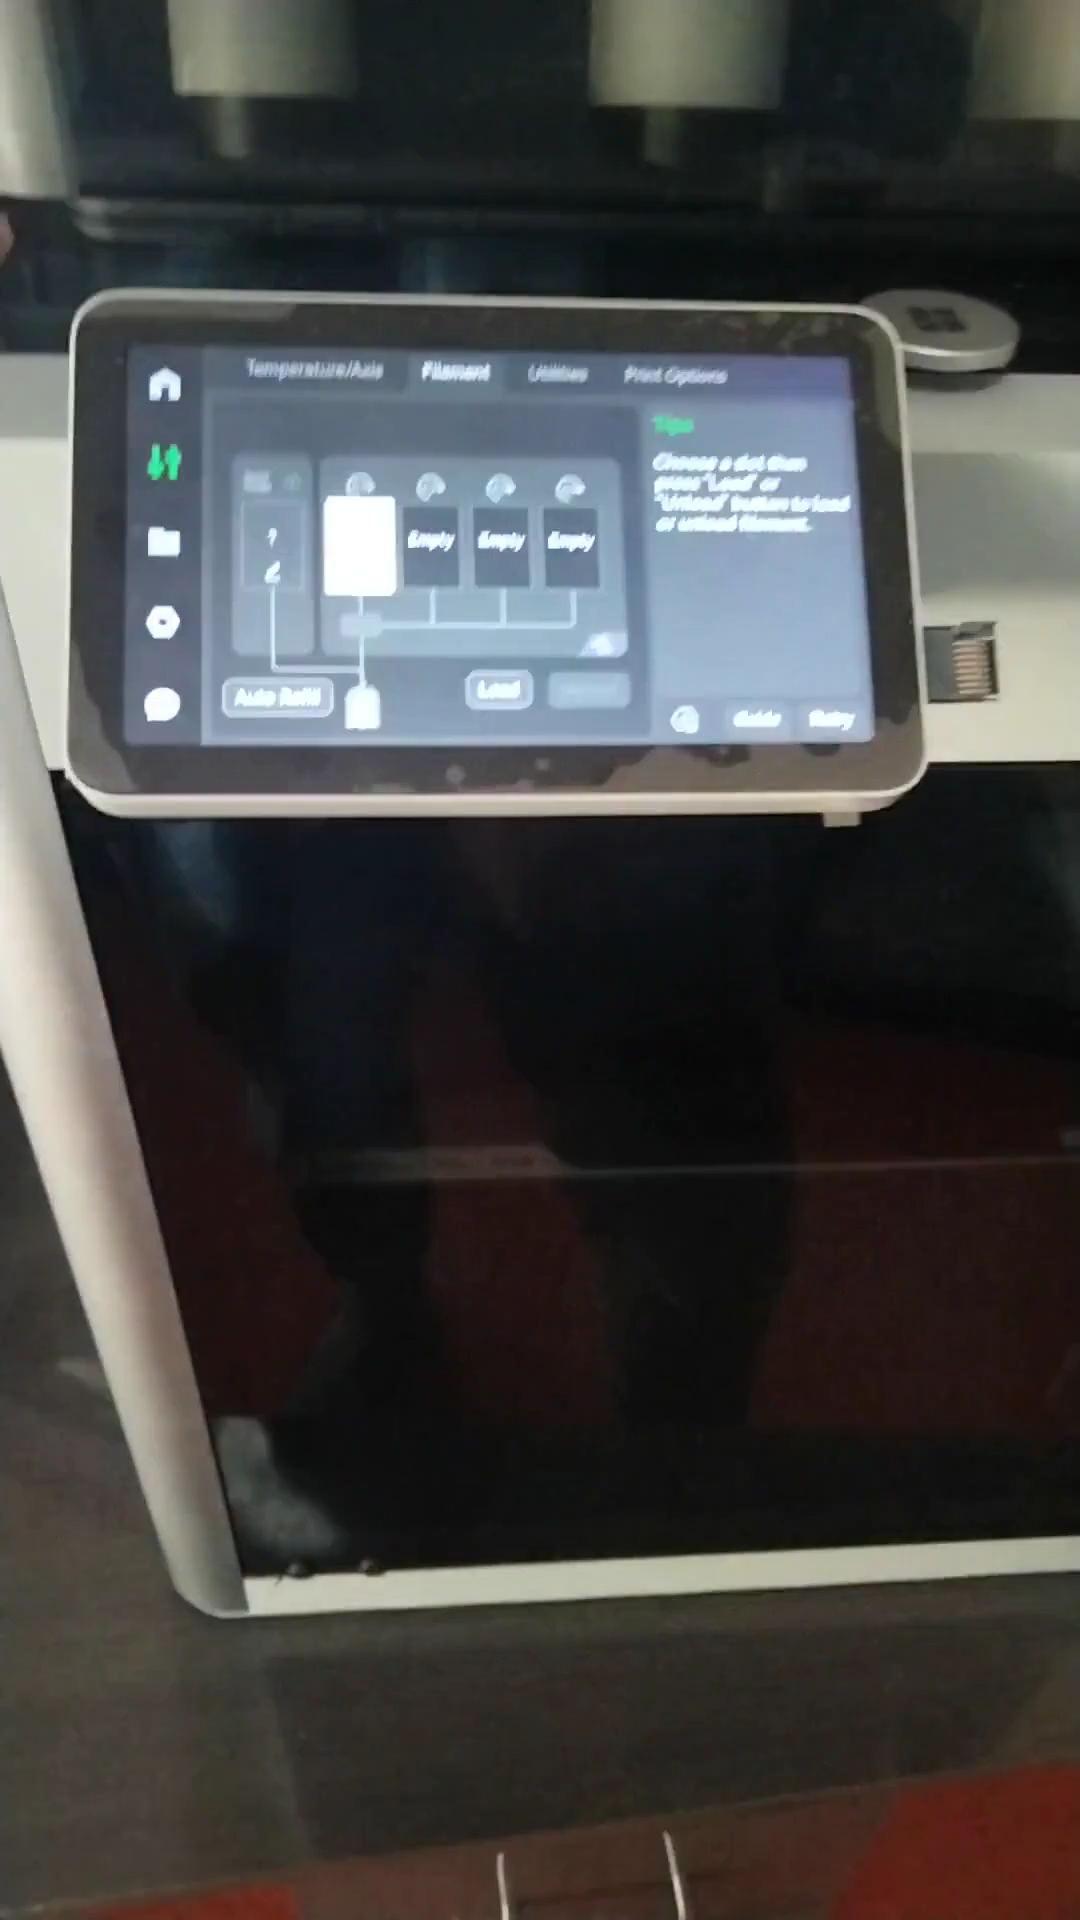 Temperature/Axis Filament Utilities Print Options
Tips
Choose a slot then
press "Load" or
"Unload" button to load
or unload filament.
?
Empty Empty Empty
Auto Refill
Load
Guide Retry